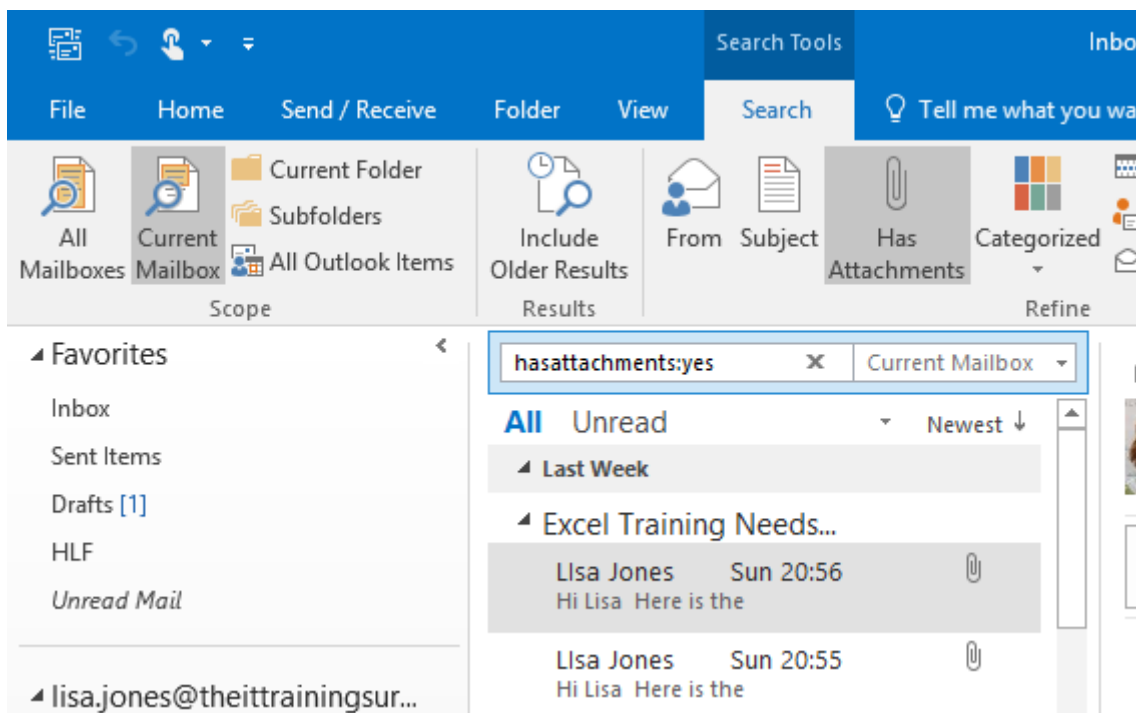 Search Tools
Inbo
File Home Send / Receive Folder View Search Tell me what you wa
All Mailboxes
Current Mailbox
Current Folder
Subfolders
All Outlook Items
Include Older Results
From
Subject
Has Attachments
Categorized
Scope
Results
Refine
Favorites
Inbox
Sent Items
Drafts [1]
HLF
Unread Mail
lisa.jones@theittrainingsur...
hasattachments:yes
Current Mailbox
All Unread
Newest
Last Week
Excel Training Needs...
LIsa Jones Sun 20:56
Hi Lisa Here is the
LIsa Jones Sun 20:55
Hi Lisa Here is the